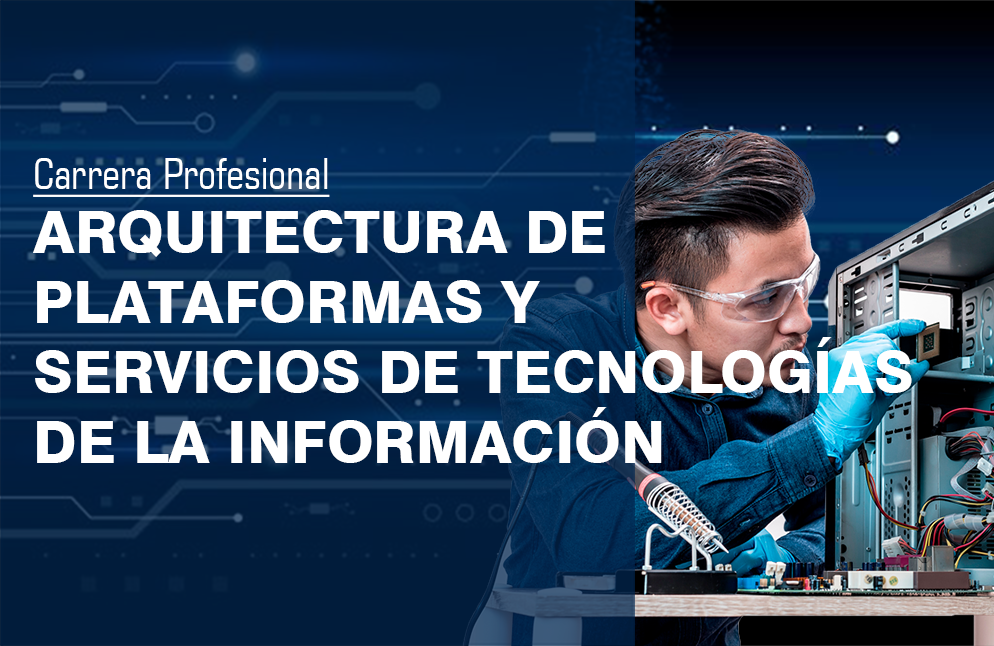 Carrera Profesional
ARQUITECTURA DE
PLATAFORMAS Y
SERVICIOS DE TECNOLOGÍAS
DE LA INFORMACIÓN